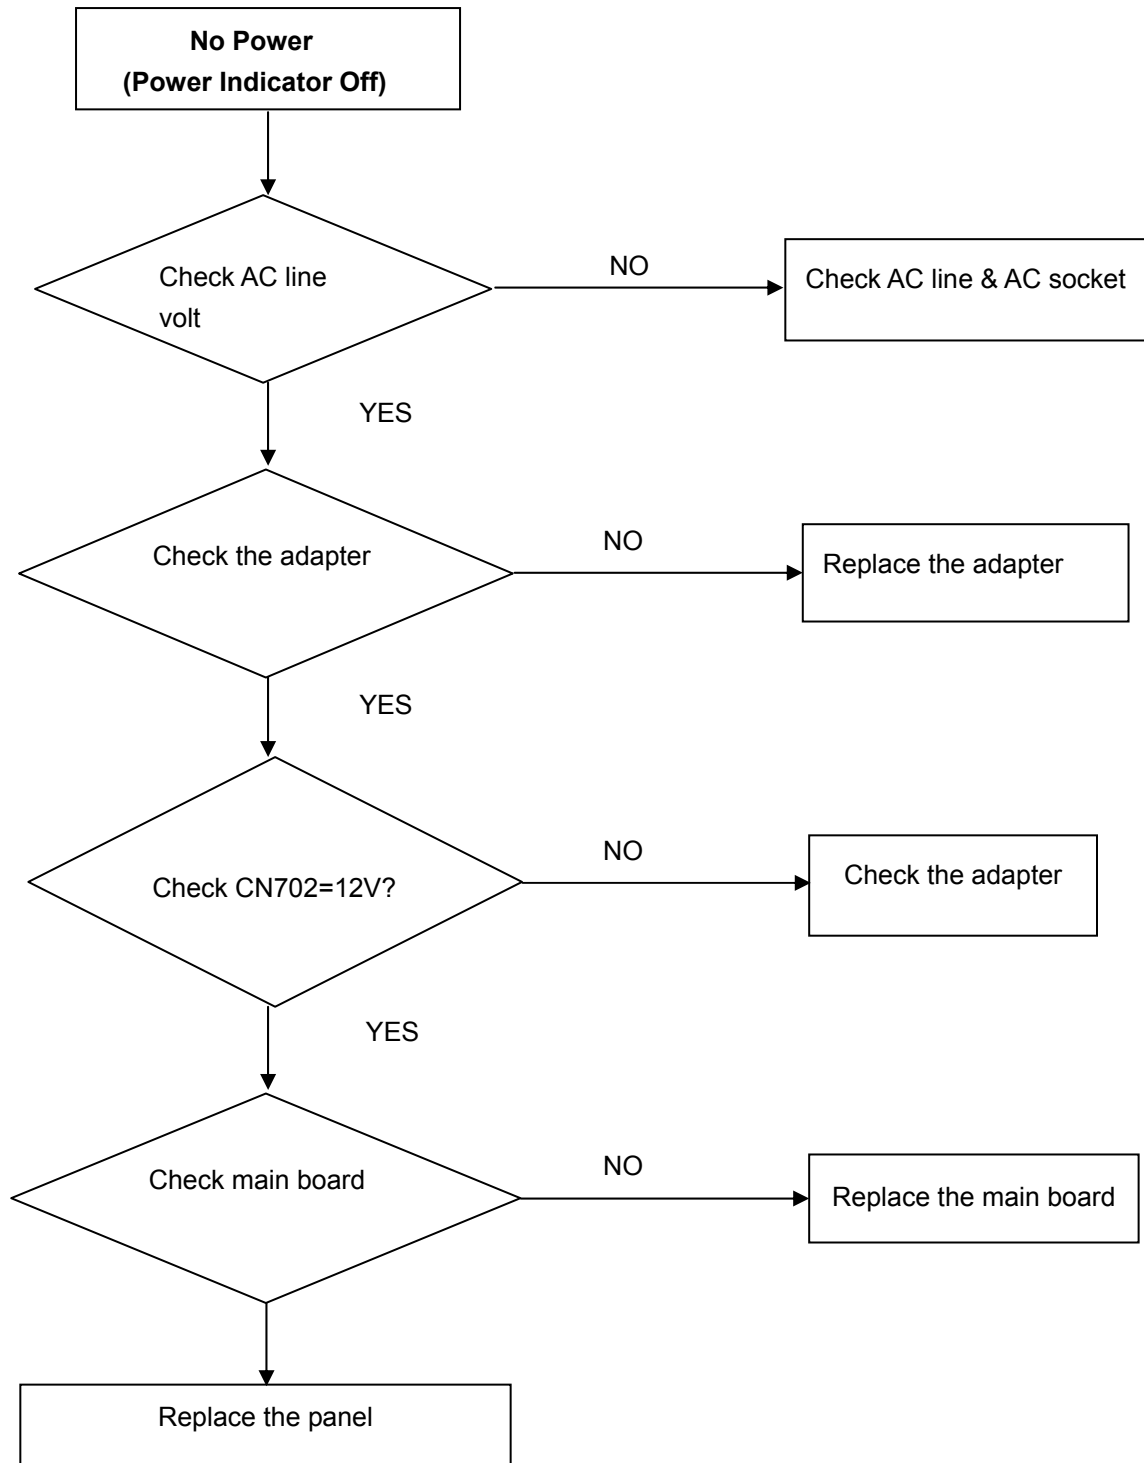 No Power
(Power Indicator Off)
Check AC line
volt
NO
Check AC line & AC socket
YES
Check the adapter
NO
Replace the adapter
YES
Check CN702=12V?
NO
Check the adapter
YES
Check main board
NO
Replace the main board
Replace the panel